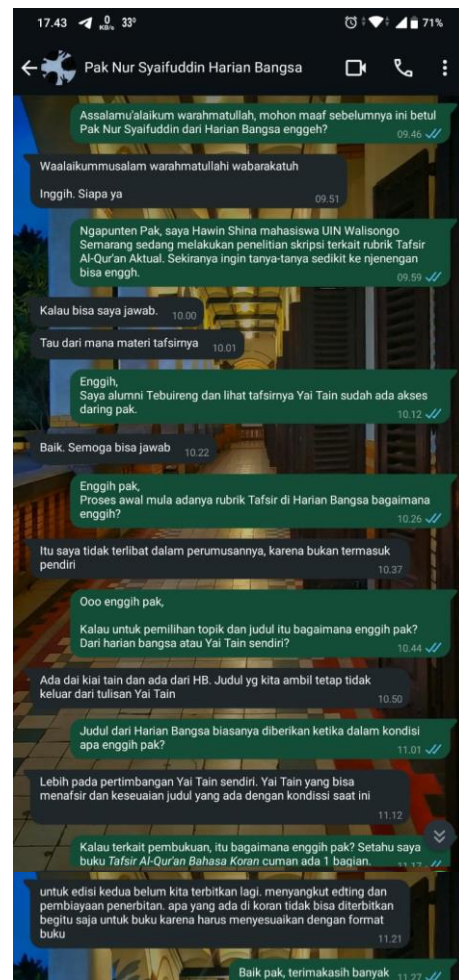 17.43
0
KB/s
33°
71%
Pak Nur Syaifuddin Harian Bangsa
Assalamu'alaikum warahmatullah, mohon maaf sebelumnya ini betul
Pak Nur Syaifuddin dari Harian Bangsa enggeh?
09.46
Waalaikummusalam warahmatullahi wabarakatuh
Inggih. Siapa ya
09.51
Ngapunten Pak, saya Hawin Shina mahasiswa UIN Walisongo
Semarang sedang melakukan penelitian skripsi terkait rubrik Tafsir
Al-Qur'an Aktual. Sekiranya ingin tanya-tanya sedikit ke njenengan
bisa enggh.
09.59
Kalau bisa saya jawab.
10.00
Tau dari mana materi tafsirnya
10.01
Enggih,
Saya alumni Tebuireng dan lihat tafsirnya Yai Tain sudah ada akses
daring pak.
10.12
Baik. Semoga bisa jawab
10.22
Enggih pak,
Proses awal mula adanya rubrik Tafsir di Harian Bangsa bagaimana
enggih?
10.26
Itu saya tidak terlibat dalam perumusannya, karena bukan termasuk
pendiri
10.37
Ooo enggih pak,
Kalau untuk pemilihan topik dan judul itu bagaimana enggih pak?
Dari harian bangsa atau Yai Tain sendiri?
10.44
Ada dai kiai tain dan ada dari HB. Judul yg kita ambil tetap tidak
keluar dari tulisan Yai Tain
10.50
Judul dari Harian Bangsa biasanya diberikan ketika dalam kondisi
apa enggih pak?
11.01
Lebih pada pertimbangan Yai Tain sendiri. Yai Tain yang bisa
menafsir dan keseuaian judul yang ada dengan kondissi saat ini
11.12
Kalau terkait pembukuan, itu bagaimana enggih pak? Setahu saya
buku Tafsir Al-Qur'an Bahasa Koran cuman ada 1 bagian.
11.17
untuk edisi kedua belum kita terbitkan lagi. menyangkut edting dan
pembiayaan penerbitan. apa yang ada di koran tidak bisa diterbitkan
begitu saja untuk buku karena harus menyesuaikan dengan format
buku
11.21
Baik pak, terimakasih banyak
11.27